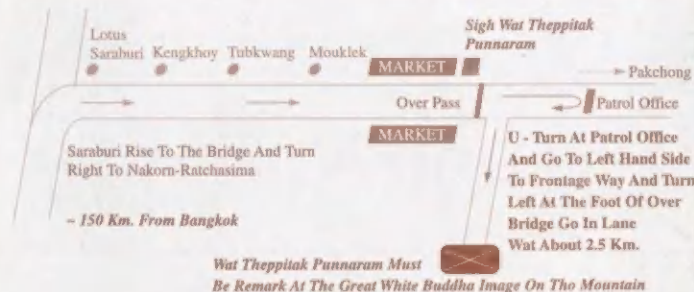 Sigh Wat Theppitak
Punnaram
Lotus
Saraburi Kengkhoy Tubkwang Mouklek
MARKET
Pakchong
Over Pass
Patrol Office
MARKET
Saraburi Rise To The Bridge And Turn
Right To Nakorn-Ratchasima
~ 150 Km. From Bangkok
U - Turn At Patrol Office
And Go To Left Hand Side
To Frontage Way And Turn
Left At The Foot Of Over
Bridge Go In Lane
Wat About 2.5 Km.
Wat Theppitak Punnaram Must
Be Remark At The Great White Buddha Image On Tho Mountain